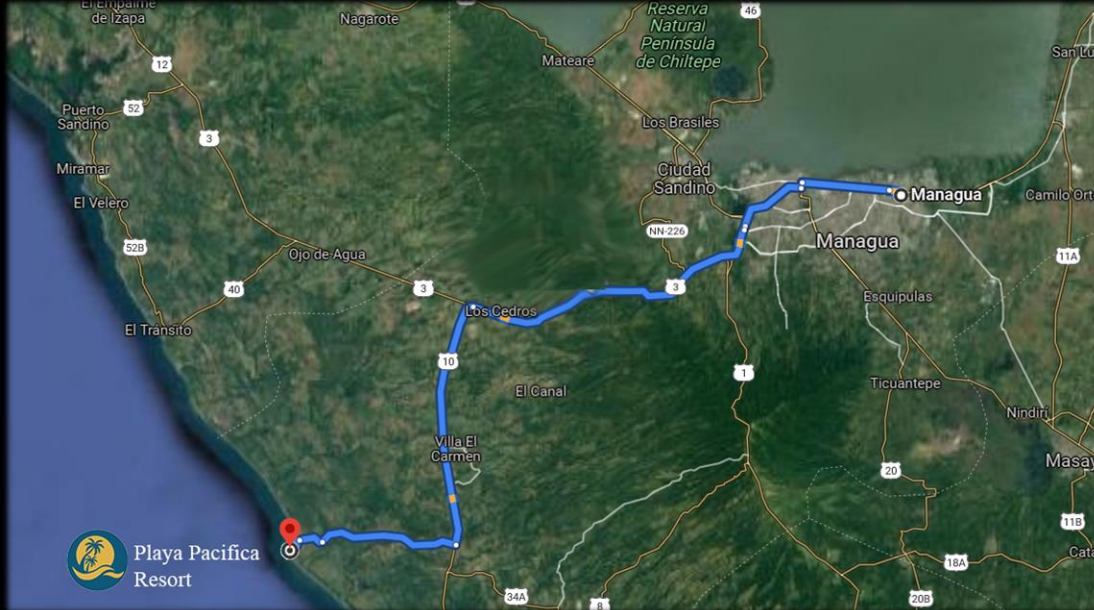 El Empalme
de Izapa
Nagarote
46
Reserva
Natural
Península
de Chiltepe
12
Mateare
San Lu
52
Puerto
Sandino
Los Brasiles
3
Miramar
Ciudad
Sandino
El Velero
Managua
Camilo Ort
NN-226
52B
Managua
Ojo de Agua
11A
40
3
3
Esquipulas
El Tránsito
Los Cedros
10
1
El Canal
Ticuantepe
Nindirí
Villa El
Carmen
Masay
20
11B
Playa Pacifica
Resort
Cata
18A
34A
8
20B